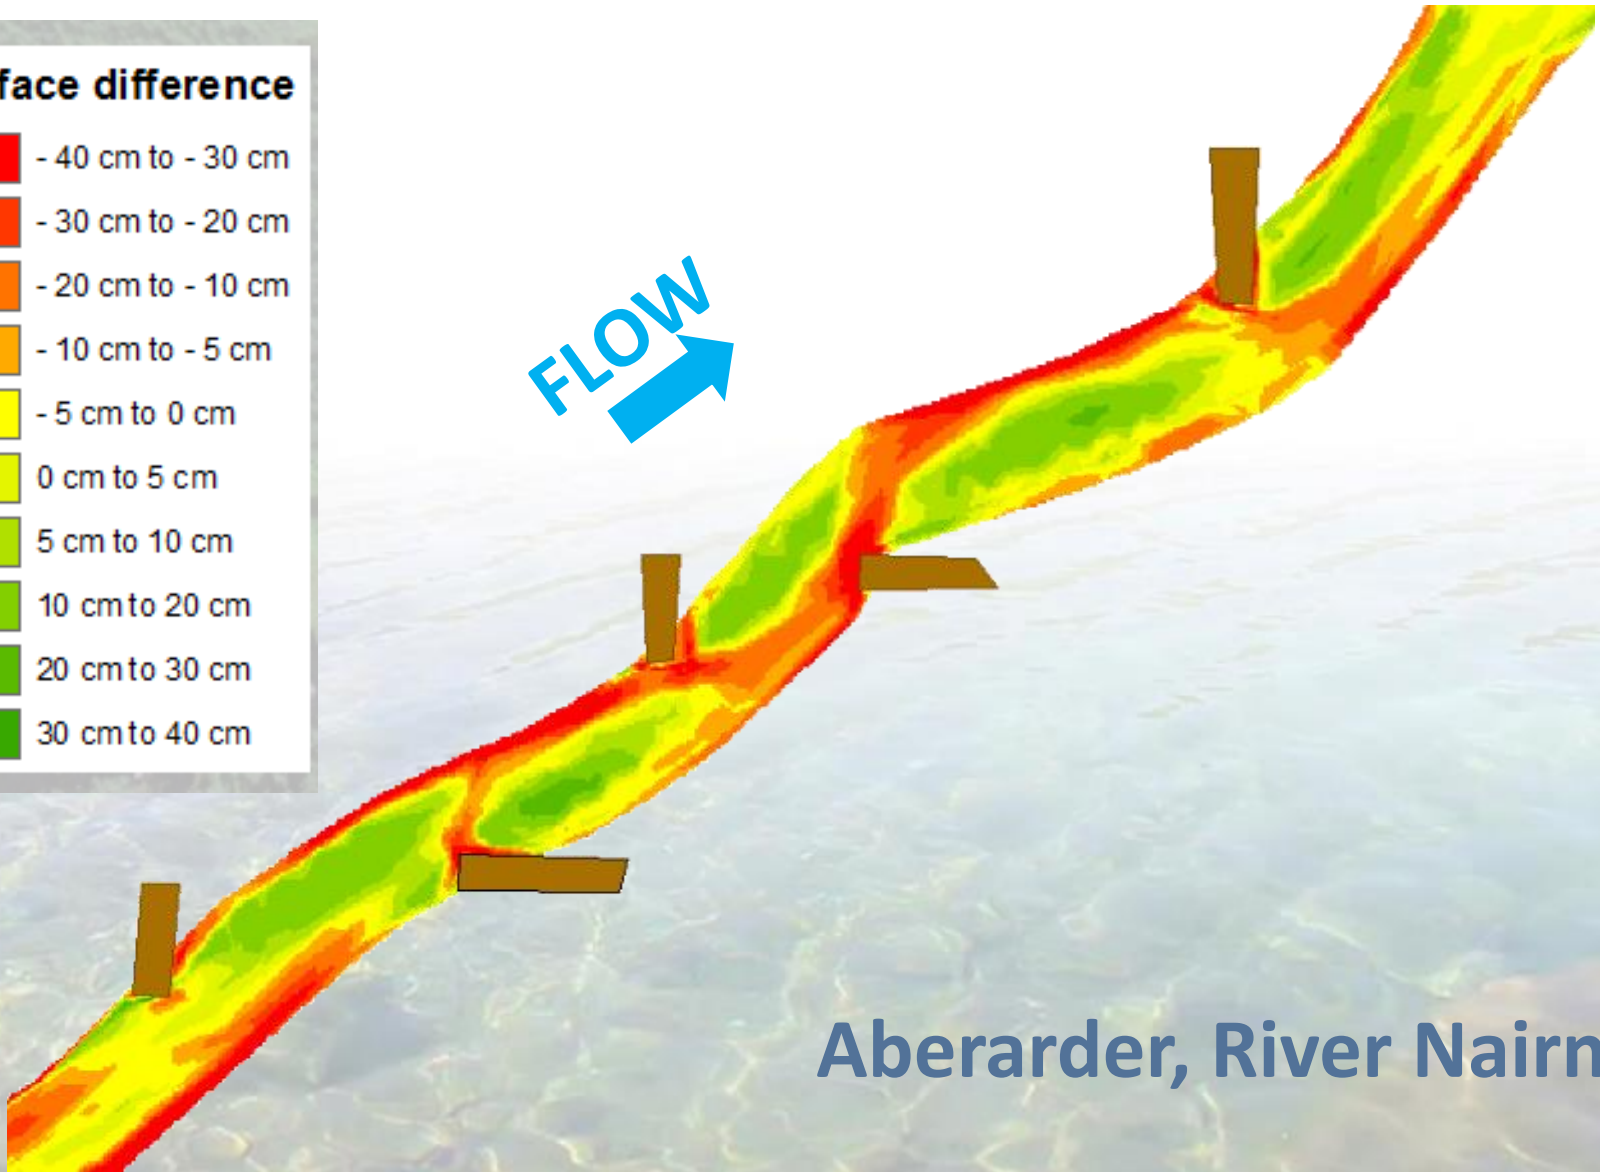 face difference
- 40 cm to - 30 cm
- 30 cm to - 20 cm
- 20 cm to - 10 cm
- 10 cm to - 5 cm
- 5 cm to 0 cm
0 cm to 5 cm
5 cm to 10 cm
10 cm to 20 cm
20 cm to 30 cm
30 cm to 40 cm
FLOW
Aberarder, River Nairn